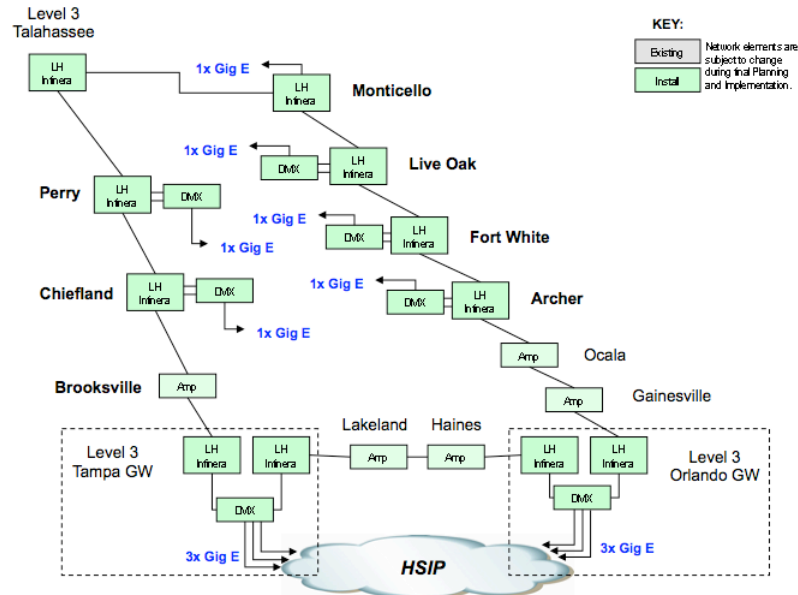 Level 3
Talahassee
KEY:
Existing
Install
Network elements are
subject to change
during final Planning
and Implementation.
LH
Infinera
1x Gig E
LH
Infinera
Monticello
1x Gig E
DMX
LH
Infinera
Live Oak
Perry
LH
Infinera
DMX
1x Gig E
1x Gig E
DMX
LH
Infinera
Fort White
Chiefland
LH
Infinera
DMX
1x Gig E
1x Gig E
DMX
LH
Infinera
Archer
Amp
Ocala
Brooksville
Amp
Amp
Gainesville
Lakeland
Haines
Level 3
Tampa GW
LH
Infinera
LH
Infinera
Amp
Amp
LH
Infinera
LH
Infinera
Level 3
Orlando GW
DMX
DMX
3x Gig E
HSIP
3x Gig E